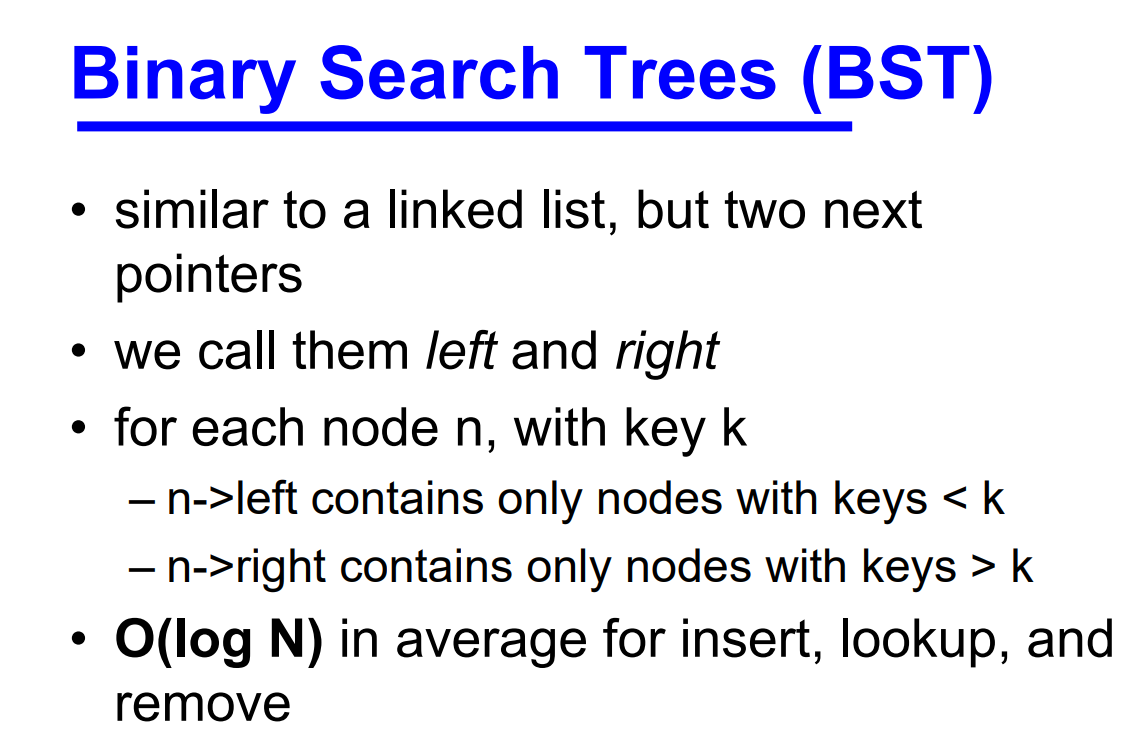 Binary Search Trees (BST)
• similar to a linked list, but two next
pointers
• we call them left and right
• for each node n, with key k
– n->left contains only nodes with keys < k
– n->right contains only nodes with keys > k
• O(log N) in average for insert, lookup, and
remove